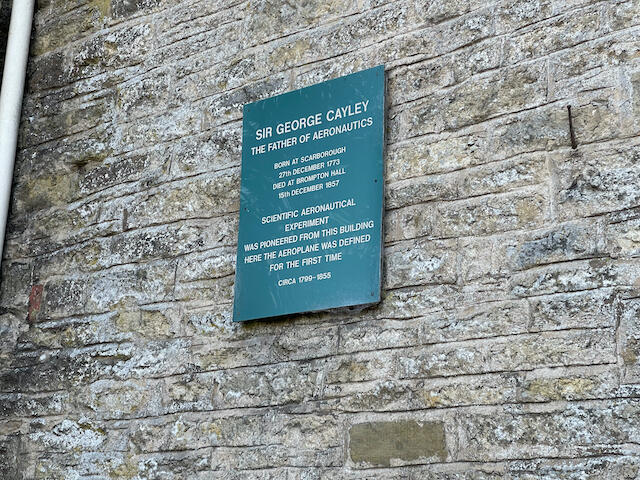 SIR GEORGE CAYLEY
THE FATHER OF AERONAUTICS
BORN AT SCARBOROUGH
27th DECEMBER 1773
DIED AT BROMPTON HALL
15th DECEMBER 1857
SCIENTIFIC AERONAUTICAL
EXPERIMENT
WAS PIONEERED FROM THIS BUILDING
HERE THE AEROPLANE WAS DEFINED
FOR THE FIRST TIME
CIRCA 1799-1855